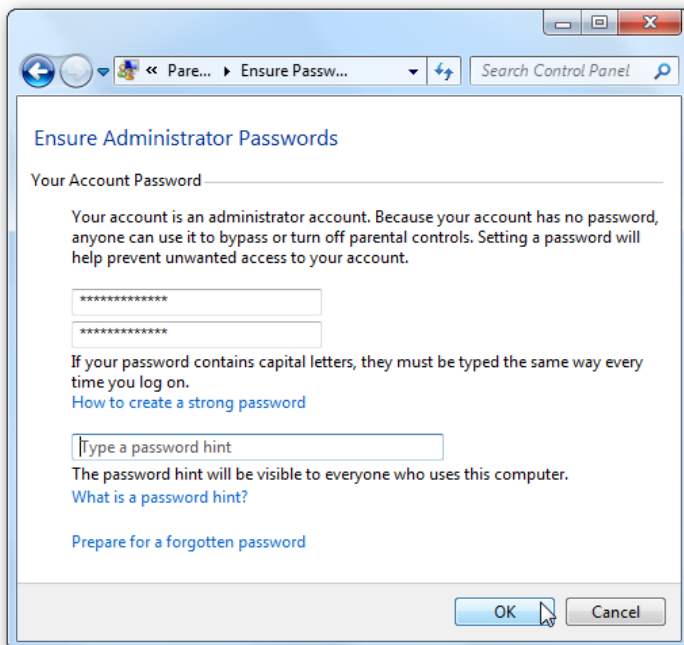 « Pare... ▸ Ensure Passw... Search Control Panel
Ensure Administrator Passwords
Your Account Password
Your account is an administrator account. Because your account has no password,
anyone can use it to bypass or turn off parental controls. Setting a password will
help prevent unwanted access to your account.
*************
*************
If your password contains capital letters, they must be typed the same way every
time you log on.
How to create a strong password
Type a password hint
The password hint will be visible to everyone who uses this computer.
What is a password hint?
Prepare for a forgotten password
OK Cancel